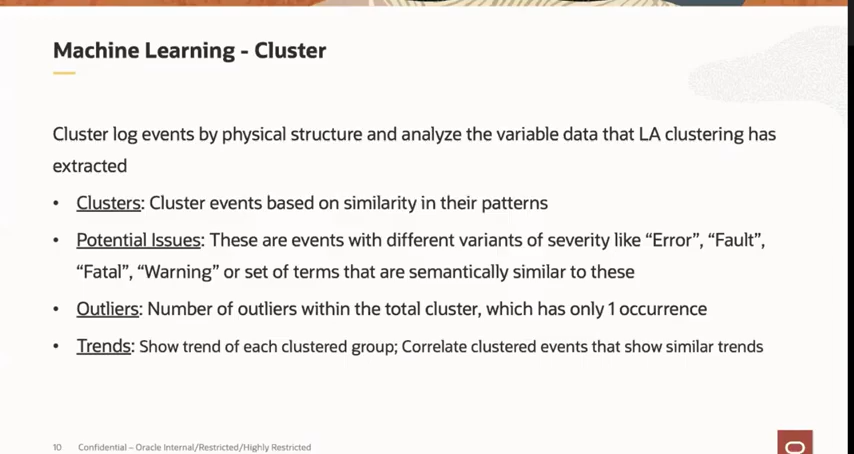 Machine Learning - Cluster
Cluster log events by physical structure and analyze the variable data that LA clustering has
extracted
• Clusters: Cluster events based on similarity in their patterns
• Potential Issues: These are events with different variants of severity like “Error”, “Fault”,
“Fatal”, “Warning” or set of terms that are semantically similar to these
• Outliers: Number of outliers within the total cluster, which has only 1 occurrence
• Trends: Show trend of each clustered group; Correlate clustered events that show similar trends
10 Confidential – Oracle Internal/Restricted/Highly Restricted